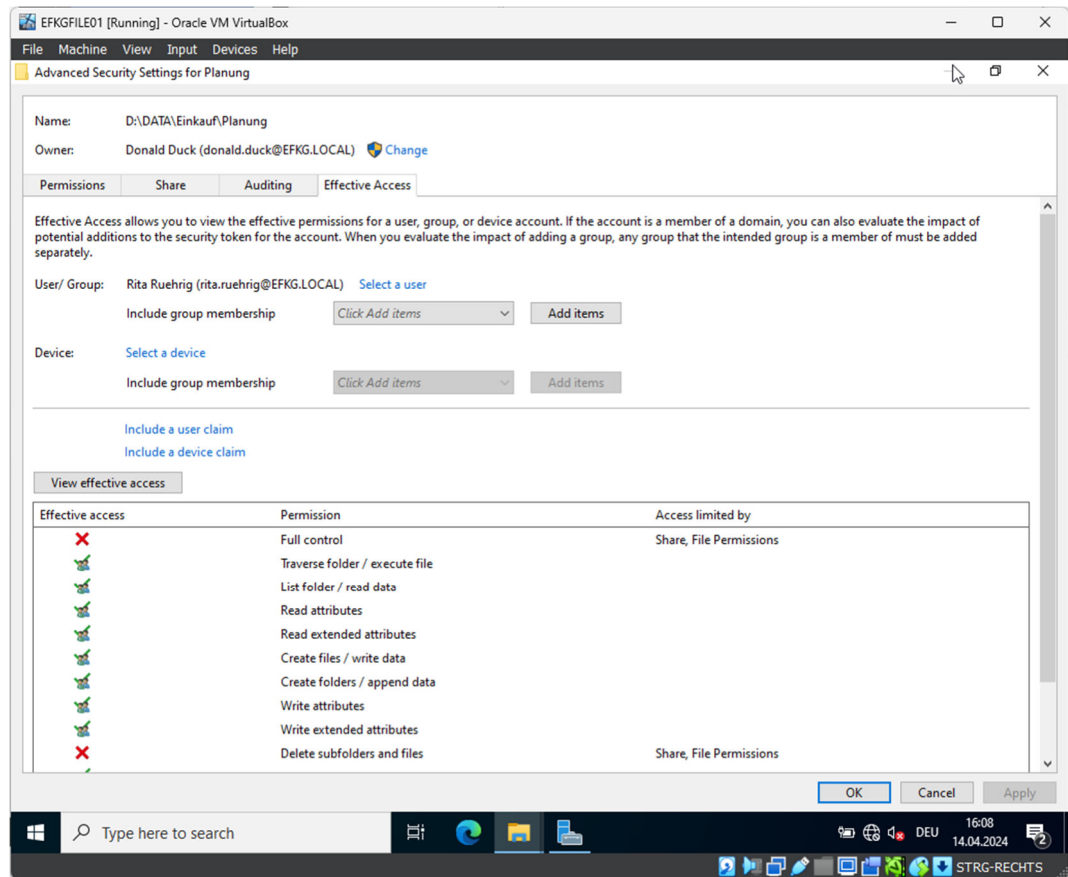 EFKGFILE01 [Running] - Oracle VM VirtualBox
File Machine View Input Devices Help
Advanced Security Settings for Planung
Name: D:\DATA\Einkauf\Planung
Owner: Donald Duck (donald.duck@EFKG.LOCAL) Change
Permissions Share Auditing Effective Access
Effective Access allows you to view the effective permissions for a user, group, or device account. If the account is a member of a domain, you can also evaluate the impact of
potential additions to the security token for the account. When you evaluate the impact of adding a group, any group that the intended group is a member of must be added
separately.
User/ Group: Rita Ruehrig (rita.ruehrig@EFKG.LOCAL) Select a user
Include group membership Click Add items Add items
Device: Select a device
Include group membership Click Add items Add items
Include a user claim
Include a device claim
View effective access
Effective access Permission Access limited by
Full control Share, File Permissions
Traverse folder / execute file
List folder / read data
Read attributes
Read extended attributes
Create files / write data
Create folders / append data
Write attributes
Write extended attributes
Delete subfolders and files Share, File Permissions
OK Cancel Apply
Type here to search DEU 16:08
14.04.2024 2
STRG-RECHTS